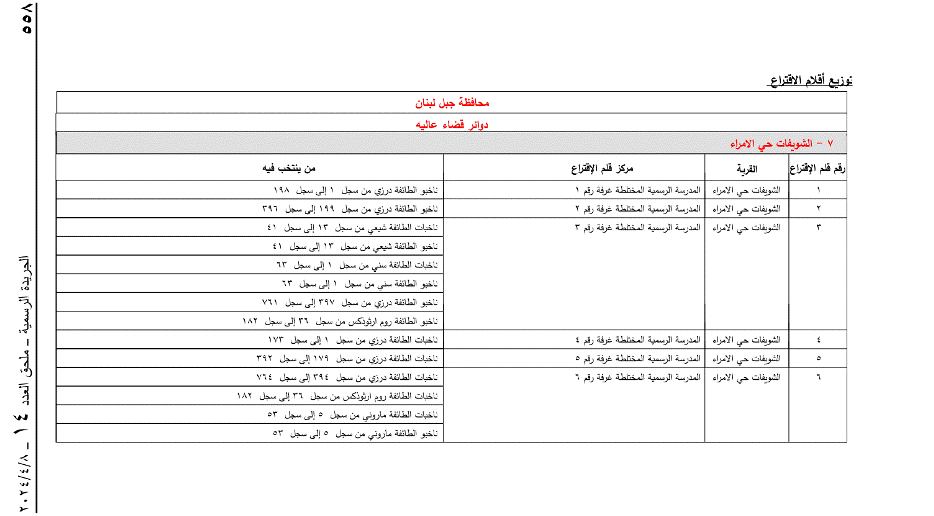 ٥٥٨
الجريدة الرسمية – ملحق العدد ١٤ – ٢٠٢٤/٤/٨
توزيع أقلام الاقتراع
محافظة جبل لبنان
دوائر قضاء عاليه
٧ - الشويفات حي الامراء
رقم قلم الإقتراع القرية مركز قلم الإقتراع من ينتخب فيه
١ الشويفات حي الامراء المدرسة الرسمية المختلطة غرفة رقم ١ ناخبو الطائفة درزي من سجل ١ إلى سجل ١٩٨
٢ الشويفات حي الامراء المدرسة الرسمية المختلطة غرفة رقم ٢ ناخبو الطائفة درزي من سجل ١٩٩ إلى سجل ٣٩٦
٣ الشويفات حي الامراء المدرسة الرسمية المختلطة غرفة رقم ٣ ناخبات الطائفة شيعي من سجل ١٣ إلى سجل ٤١
ناخبو الطائفة شيعي من سجل ١٣ إلى سجل ٤١
ناخبات الطائفة سني من سجل ١ إلى سجل ٦٣
ناخبو الطائفة سني من سجل ١ إلى سجل ٦٣
ناخبو الطائفة درزي من سجل ٣٩٧ إلى سجل ٧٦١
ناخبو الطائفة روم ارثوذكس من سجل ٣٦ إلى سجل ١٨٢
٤ الشويفات حي الامراء المدرسة الرسمية المختلطة غرفة رقم ٤ ناخبات الطائفة درزي من سجل ١ إلى سجل ١٧٣
٥ الشويفات حي الامراء المدرسة الرسمية المختلطة غرفة رقم ٥ ناخبات الطائفة درزي من سجل ١٧٩ إلى سجل ٣٩٢
٦ الشويفات حي الامراء المدرسة الرسمية المختلطة غرفة رقم ٦ ناخبات الطائفة درزي من سجل ٣٩٤ إلى سجل ٧٦٤
ناخبات الطائفة روم ارثوذكس من سجل ٣٦ إلى سجل ١٨٢
ناخبات الطائفة ماروني من سجل ٥ إلى سجل ٥٣
ناخبو الطائفة ماروني من سجل ٥ إلى سجل ٥٣